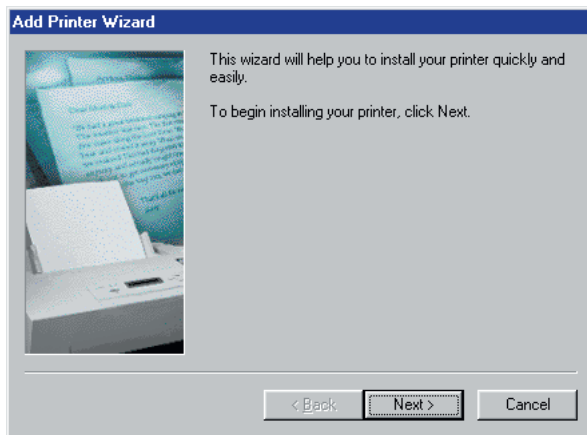 Add Printer Wizard
This wizard will help you to install your printer quickly and
easily.
To begin installing your printer, click Next.
< Back
Next >
Cancel